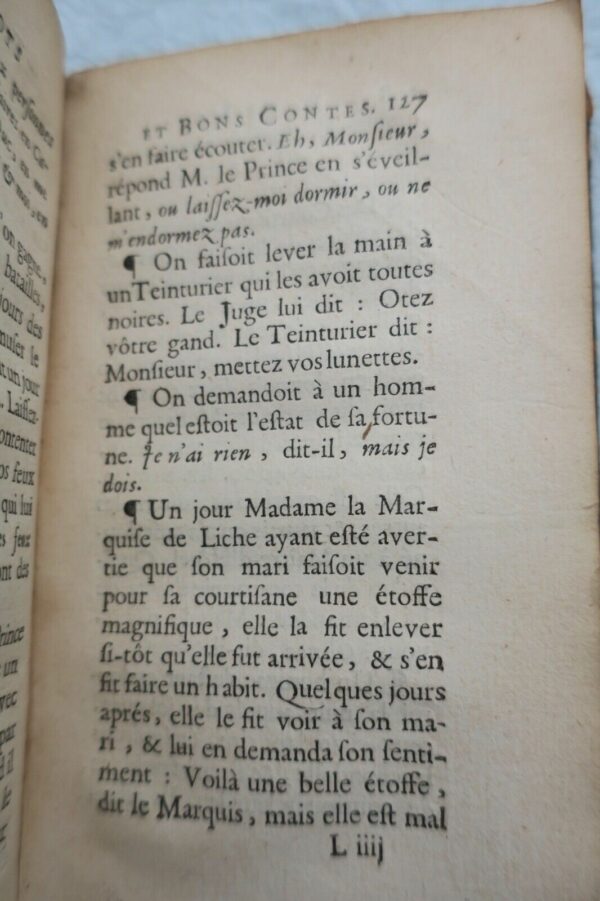 ET BONS CONTES. 127
s'en faire écouter. Eh, Monſieur,
répond M. le Prince en s'éveil-
lant, ou laiſſez-moi dormir, ou ne
m'endormez pas.
¶ On faiſoit lever la main à
un Teinturier qui les avoit toutes
noires. Le Juge lui dit : Otez
vôtre gand. Le Teinturier dit :
Monſieur, mettez vos lunettes.
¶ On demandoit à un hom-
me quel eſtoit l'eſtat de ſa fortu-
ne. Je n'ai rien, dit-il, mais je
dois.
¶ Un jour Madame la Mar-
quiſe de Liche ayant eſté aver-
tie que ſon mari faiſoit venir
pour ſa courtiſane une étoffe
magnifique, elle la fit enlever
ſi-tôt qu'elle fut arrivée, & s'en
fit faire un habit. Quelques jours
aprés, elle le fit voir à ſon ma-
ri, & lui en demanda ſon ſenti-
ment : Voilà une belle étoffe,
dit le Marquis, mais elle eſt mal
L iiij